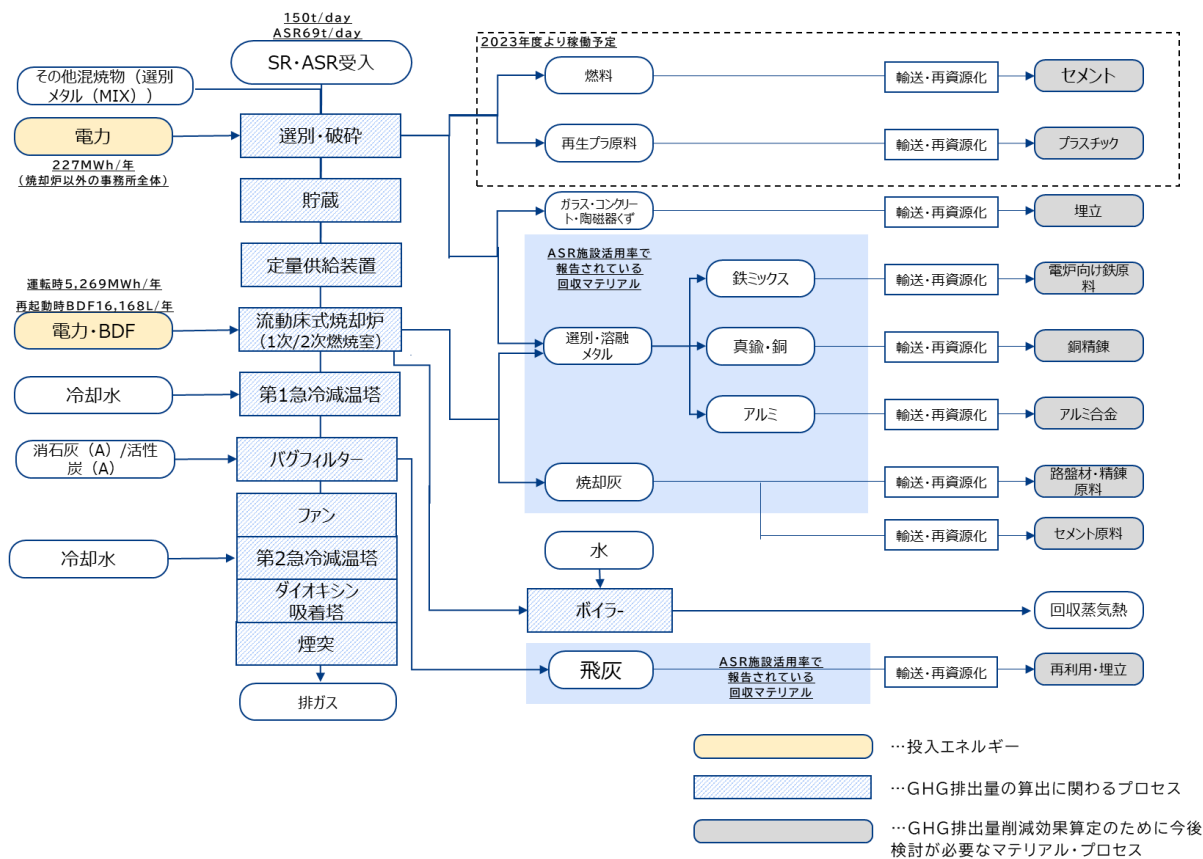 150t/day
ASR69t/day
SR・ASR受入
その他混焼物（選別
メタル（MIX））
電力
227MWh/年
（焼却炉以外の事務所全体）
選別・破砕
貯蔵
定量供給装置
運転時5,269MWh/年
再起動時BDF16,168L/年
電力・BDF
流動床式焼却炉
（1次/2次燃焼室）
冷却水
第1急冷減温塔
消石灰（A）/活性
炭（A）
バグフィルター
ファン
冷却水
第2急冷減温塔
ダイオキシン
吸着塔
煙突
排ガス
2023年度より稼働予定
燃料
輸送・再資源化
セメント
再生プラ原料
輸送・再資源化
プラスチック
ガラス・コンクリー
ト・陶磁器くず
輸送・再資源化
埋立
ASR施設活用率で
報告されている
回収マテリアル
鉄ミックス
輸送・再資源化
電炉向け鉄原
料
選別・溶融
メタル
真鍮・銅
輸送・再資源化
銅精錬
アルミ
輸送・再資源化
アルミ合金
焼却灰
輸送・再資源化
路盤材・精錬
原料
輸送・再資源化
セメント原料
水
ボイラー
回収蒸気熱
飛灰
ASR施設活用率で
報告されている
回収マテリアル
輸送・再資源化
再利用・埋立
…投入エネルギー
…GHG排出量の算出に関わるプロセス
…GHG排出量削減効果算定のために今後
検討が必要なマテリアル・プロセス